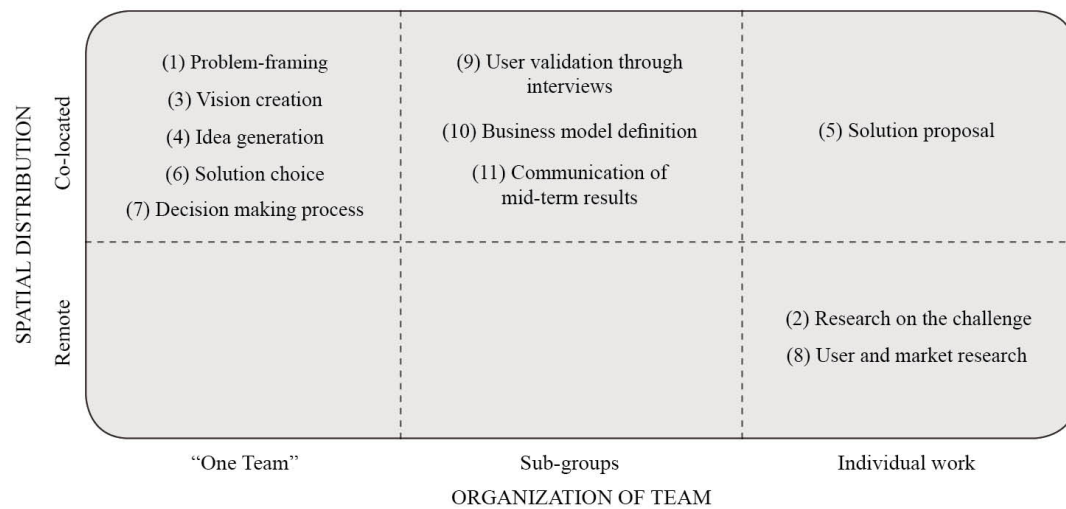 SPATIAL DISTRIBUTION
Co-located
Remote
(1) Problem-framing
(3) Vision creation
(4) Idea generation
(6) Solution choice
(7) Decision making process
(9) User validation through
interviews
(10) Business model definition
(11) Communication of
mid-term results
(5) Solution proposal
(2) Research on the challenge
(8) User and market research
“One Team”
Sub-groups
Individual work
ORGANIZATION OF TEAM